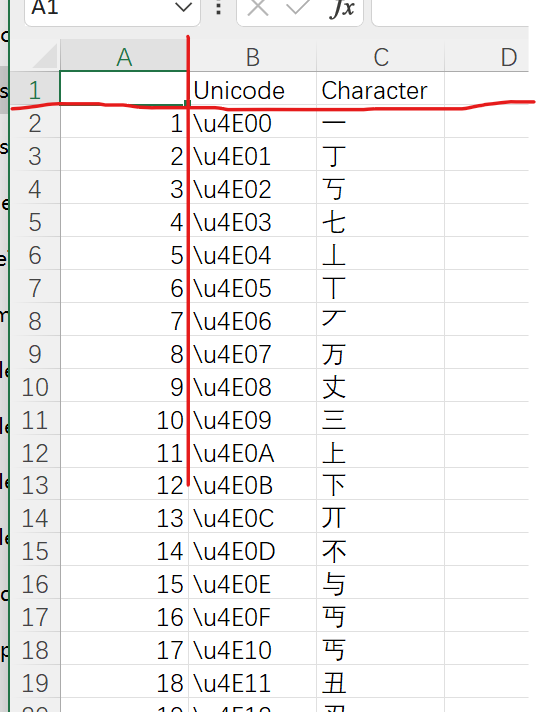 A1 fx
A B C D
1 Unicode Character
2 1 \u4E00 一
3 2 \u4E01 丁
4 3 \u4E02 丂
5 4 \u4E03 七
6 5 \u4E04 丄
7 6 \u4E05 丅
8 7 \u4E06 丆
9 8 \u4E07 万
10 9 \u4E08 丈
11 10 \u4E09 三
12 11 \u4E0A 上
13 12 \u4E0B 下
14 13 \u4E0C 丌
15 14 \u4E0D 不
16 15 \u4E0E 与
17 16 \u4E0F 丏
18 17 \u4E10 丐
19 18 \u4E11 丑